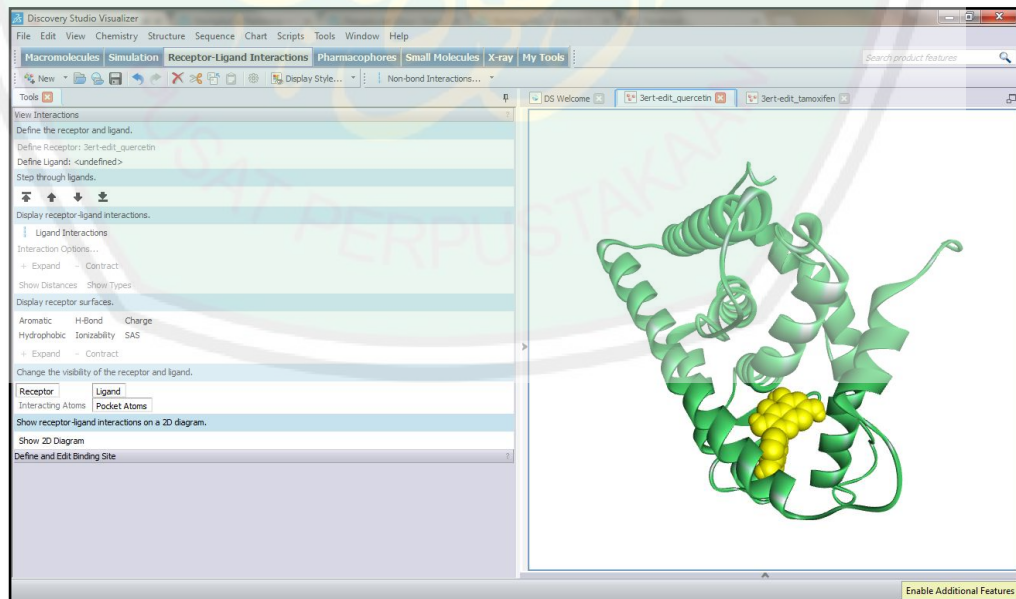 Discovery Studio Visualizer
File Edit View Chemistry Structure Sequence Chart Scripts Tools Window Help
Macromolecules Simulation Receptor-Ligand Interactions Pharmacophores Small Molecules X-ray My Tools
Search product features
New Display Style... Non-bond Interactions...
Tools
DS Welcome 3ert-edit_quercetin 3ert-edit_tamoxifen
View Interactions
Define the receptor and ligand.
Define Receptor: 3ert-edit_quercetin
Define Ligand: <undefined>
Step through ligands.
Display receptor-ligand interactions.
Ligand Interactions
Interaction Options...
+ Expand - Contract
Show Distances Show Types
Display receptor surfaces.
Aromatic H-Bond Charge
Hydrophobic Ionizability SAS
+ Expand - Contract
Change the visibility of the receptor and ligand.
Receptor Ligand
Interacting Atoms Pocket Atoms
Show receptor-ligand interactions on a 2D diagram.
Show 2D Diagram
Define and Edit Binding Site
Enable Additional Features
PUSAT PERPUSTAKAAN